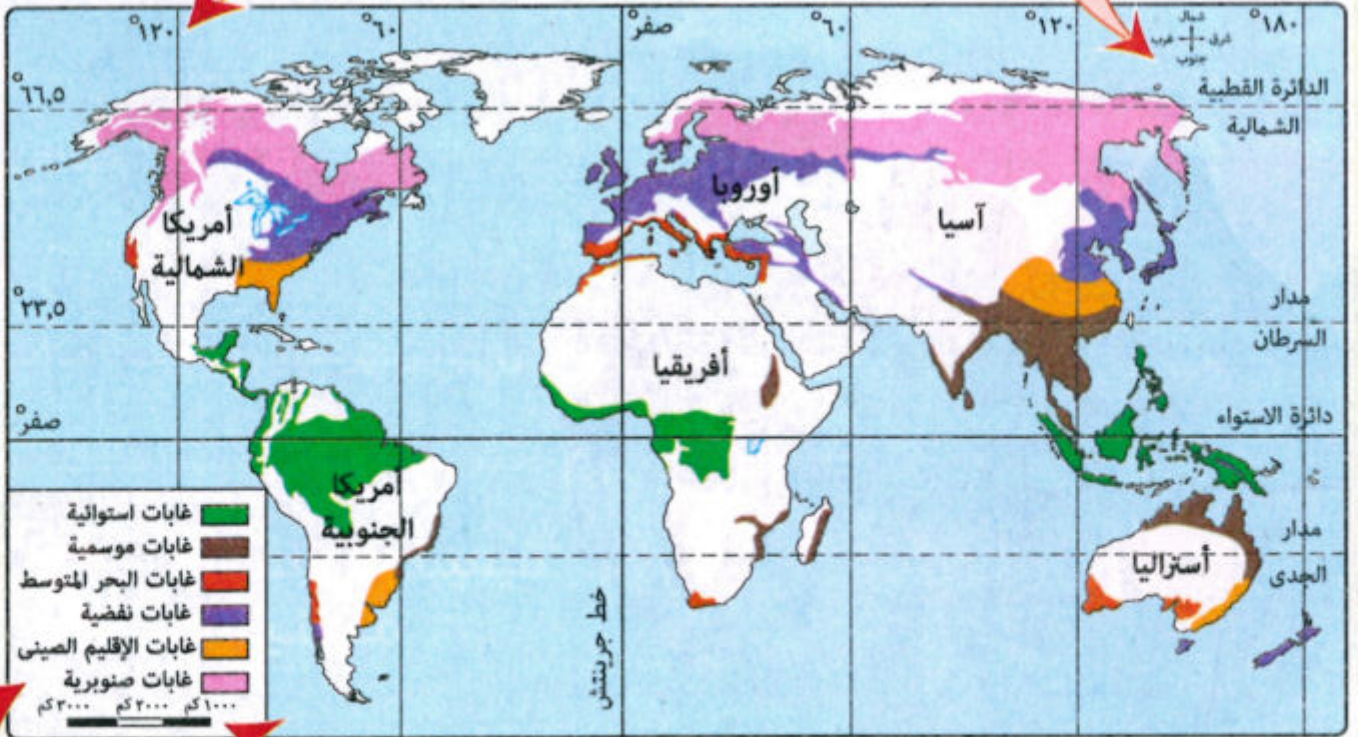 °١٢٠
°٦٠
°صفر
°٦٠
°١٢٠
°١٨٠
شمال
شرق
غرب
جنوب
°٦٦,٥
الدائرة القطبية
الشمالية
أمريكا
الشمالية
أوروبا
آسيا
°٢٣,٥
مدار
السرطان
أفريقيا
°صفر
دائرة الاستواء
أمريكا
الجنوبية
مدار
الجدى
أستراليا
خط جرينتش
غابات استوائية
غابات موسمية
غابات البحر المتوسط
غابات نفضية
غابات الإقليم الصينى
غابات صنوبرية
١٠٠٠ كم
٢٠٠٠ كم
٣٠٠٠ كم